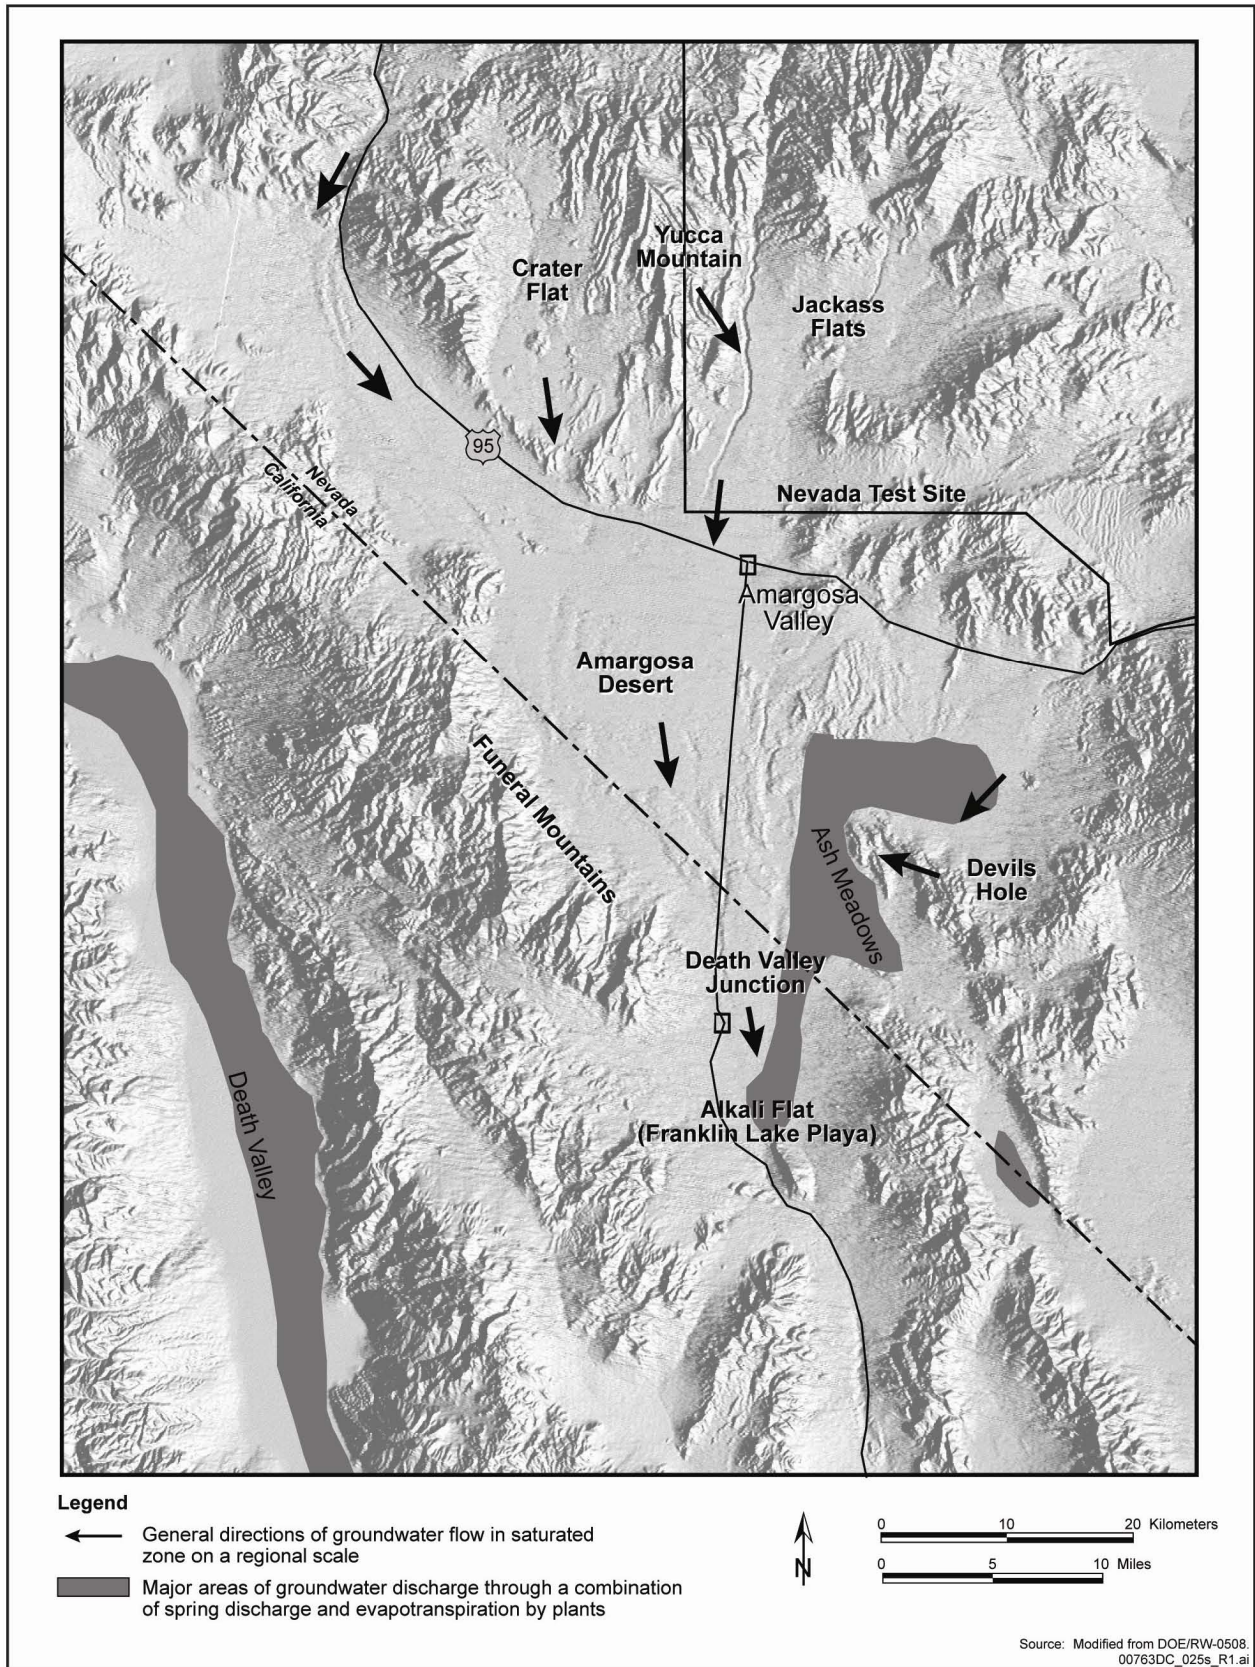 Yucca
Mountain
Crater
Flat
Jackass
Flats
95
Nevada
California
Nevada Test Site
Amargosa
Valley
Amargosa
Desert
Funeral Mountains
Ash Meadows
Devils
Hole
Death Valley
Junction
Death Valley
Alkali Flat
(Franklin Lake Playa)
Legend
General directions of groundwater flow in saturated
zone on a regional scale
Major areas of groundwater discharge through a combination
of spring discharge and evapotranspiration by plants
N
0 10 20 Kilometers
0 5 10 Miles
Source: Modified from DOE/RW-0508.
00763DC_025s_R1.ai